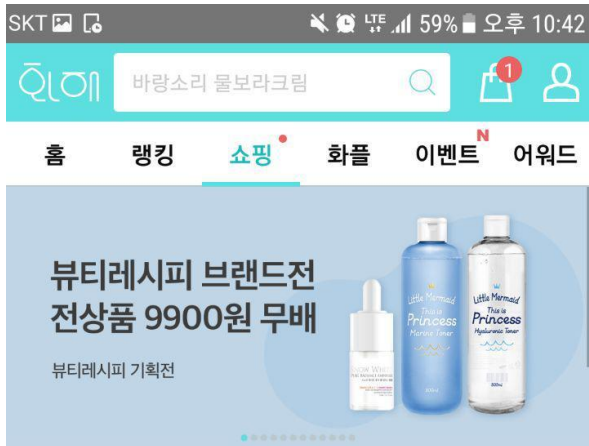 SKT LTE 59% 오후 10:42
화해 바랑소리 물보라크림 1
홈 랭킹 쇼핑 화플 이벤트 N 어워드
뷰티레시피 브랜드전
전상품 9900원 무배
뷰티레시피 기획전
Little Mermaid
This is
Princess
Marine Toner
Little Mermaid
This is
Princess
Hyaluronic Toner